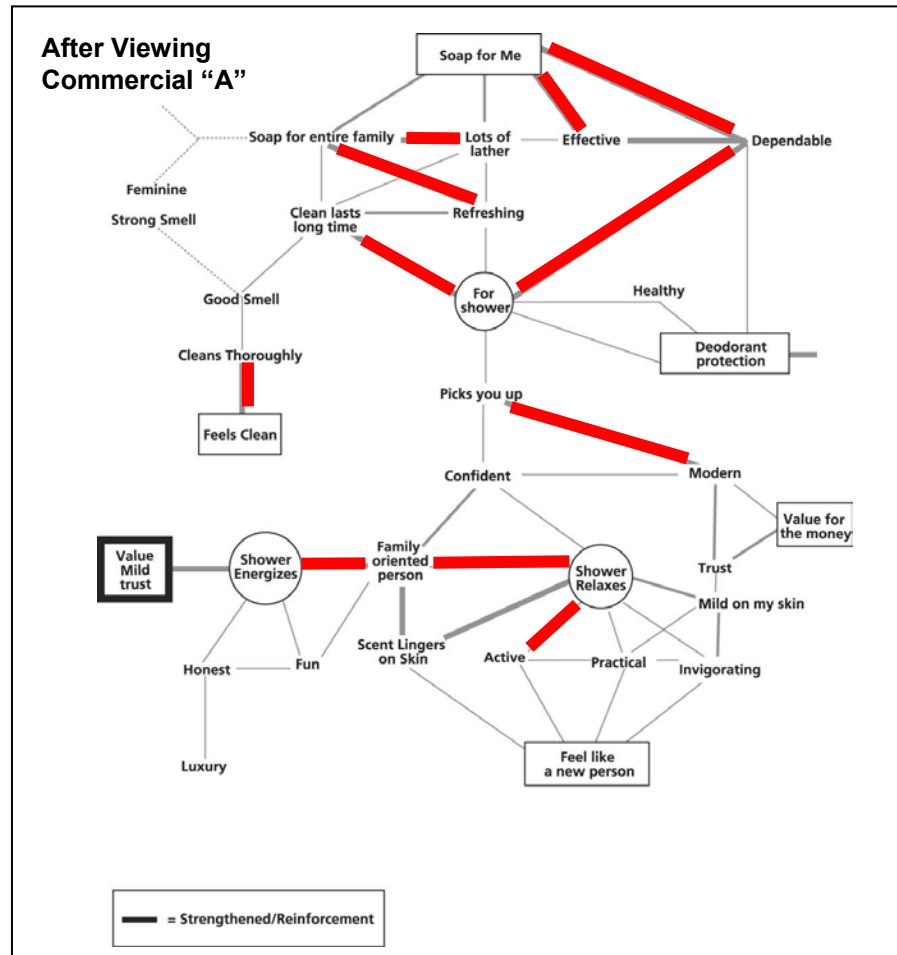 After Viewing
Commercial “A”
Soap for Me
Soap for entire family
Lots of
lather
Effective
Dependable
Feminine
Strong Smell
Clean lasts
long time
Refreshing
Good Smell
For
shower
Healthy
Cleans Thoroughly
Deodorant
protection
Picks you up
Feels Clean
Confident
Modern
Value for
the money
Value
Mild
trust
Shower
Energizes
Family
oriented
person
Shower
Relaxes
Trust
Mild on my skin
Scent Lingers
on Skin
Honest
Fun
Active
Practical
Invigorating
Luxury
Feel like
a new person
= Strengthened/Reinforcement